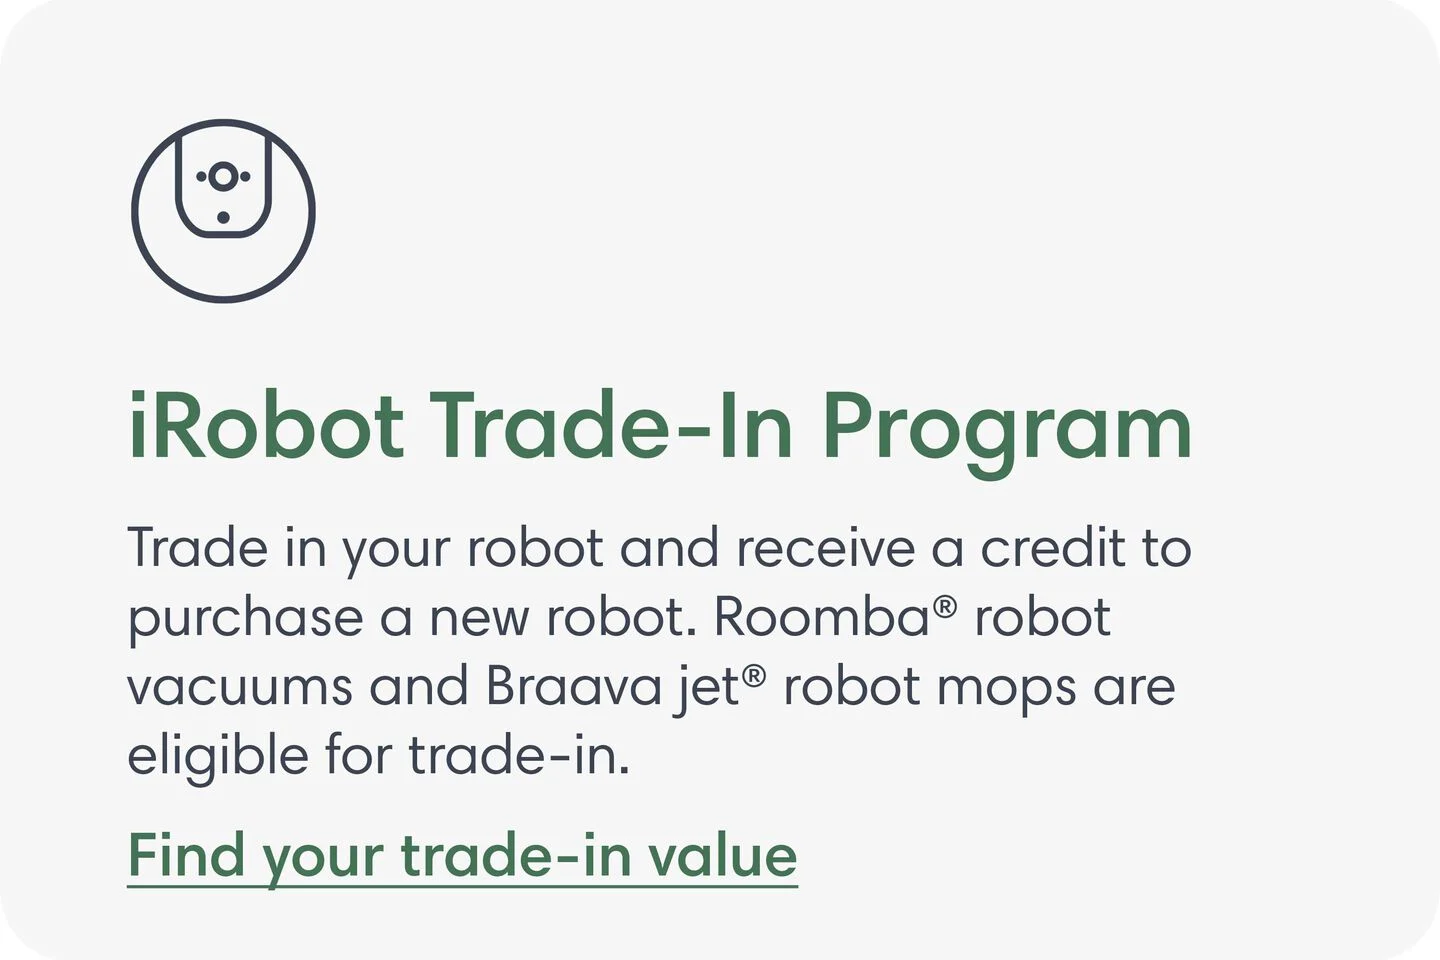 iRobot Trade-In Program
Trade in your robot and receive a credit to
purchase a new robot. Roomba® robot
vacuums and Braava jet® robot mops are
eligible for trade-in.
Find your trade-in value